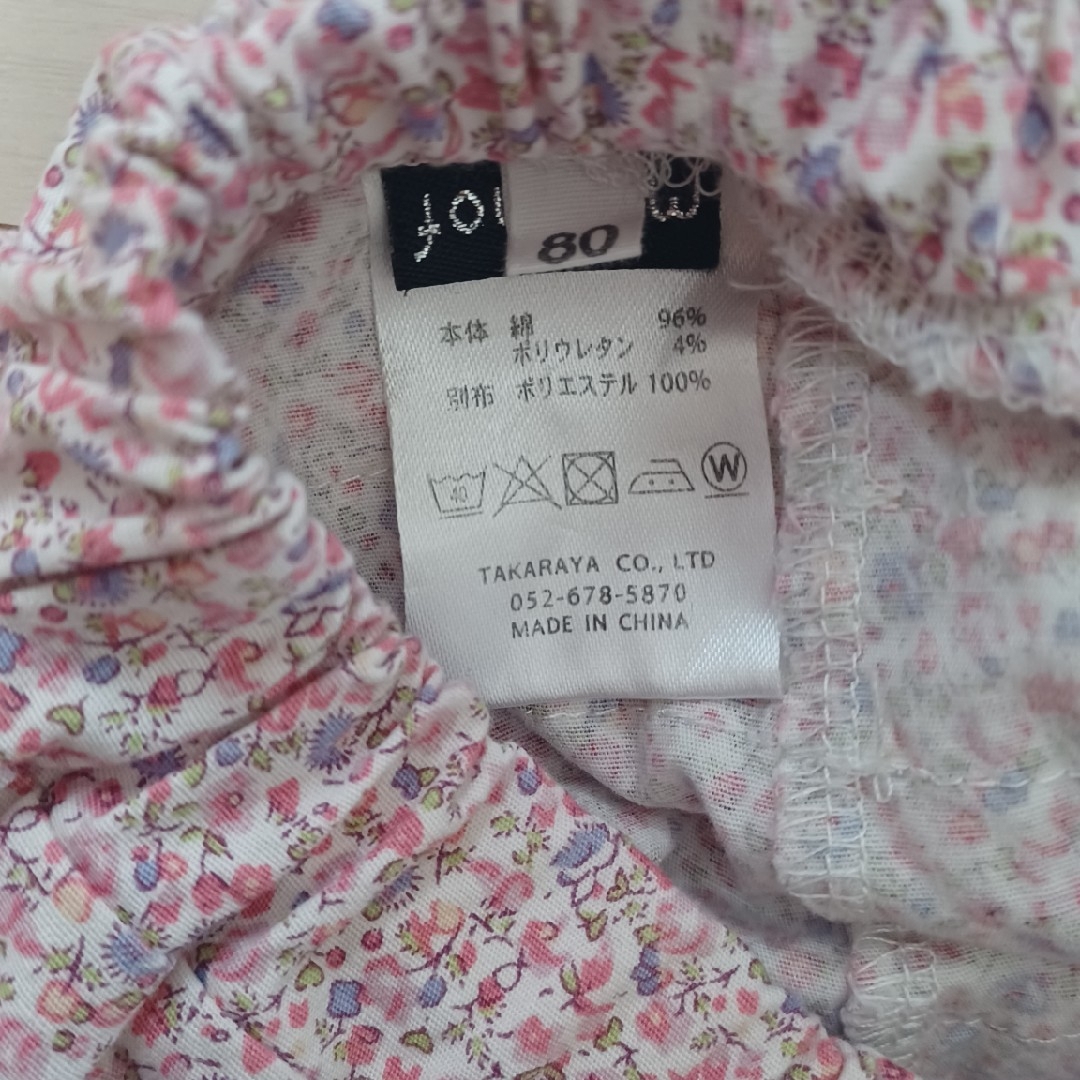 80
本体 綿 96%
ポリウレタン 4%
別布 ポリエステル 100%
40
W
TAKARAYA CO., LTD
052-678-5870
MADE IN CHINA